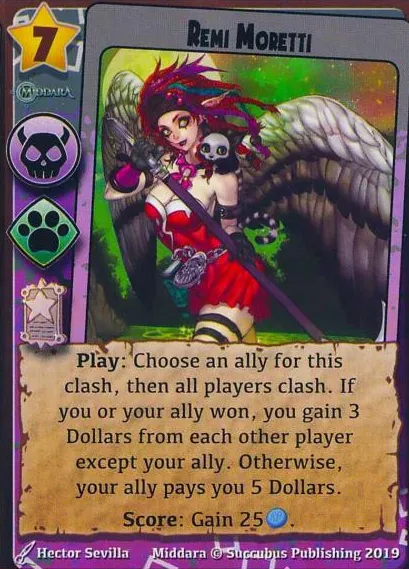 7
Remi Moretti
Middara
Play: Choose an ally for this
clash, then all players clash. If
you or your ally won, you gain 3
Dollars from each other player
except your ally. Otherwise,
your ally pays you 5 Dollars.
Score: Gain 25.
Hector Sevilla Middara © Succubus Publishing 2019